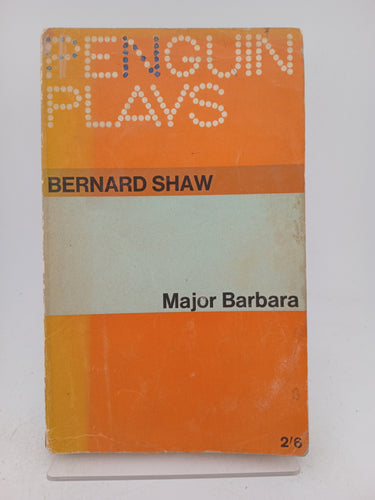 PENGUIN
PLAYS
BERNARD SHAW
Major Barbara
2/6